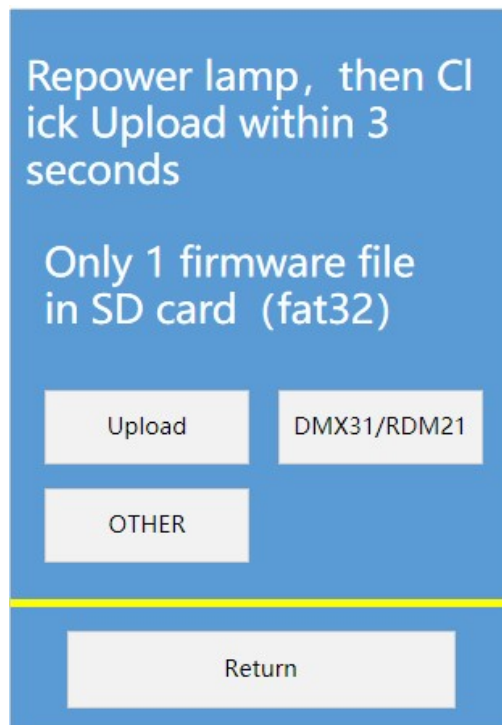 Repower lamp，then Cl
ick Upload within 3
seconds
Only 1 firmware file
in SD card（fat32）
Upload
DMX31/RDM21
OTHER
Return